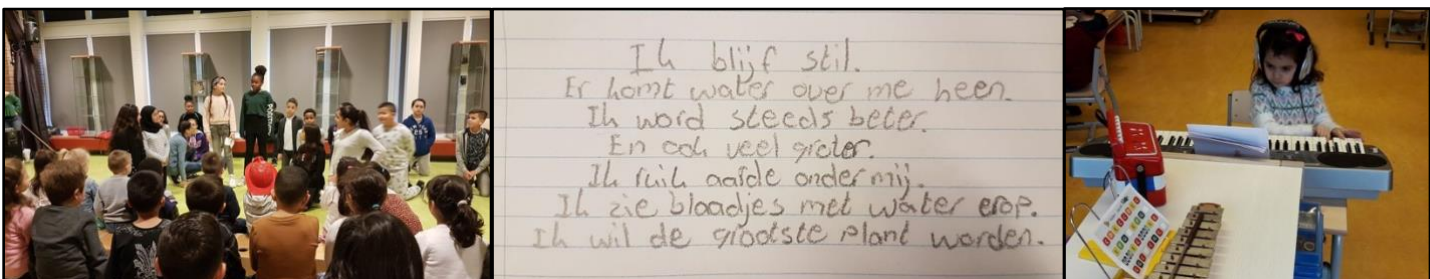 Ik blijf stil.
Er komt water over me heen.
Ik word steeds beter.
En ook veel groter.
Ik ruik aarde onder mij.
Ik zie blaadjes met water erop.
Ik wil de grootste plant worden.